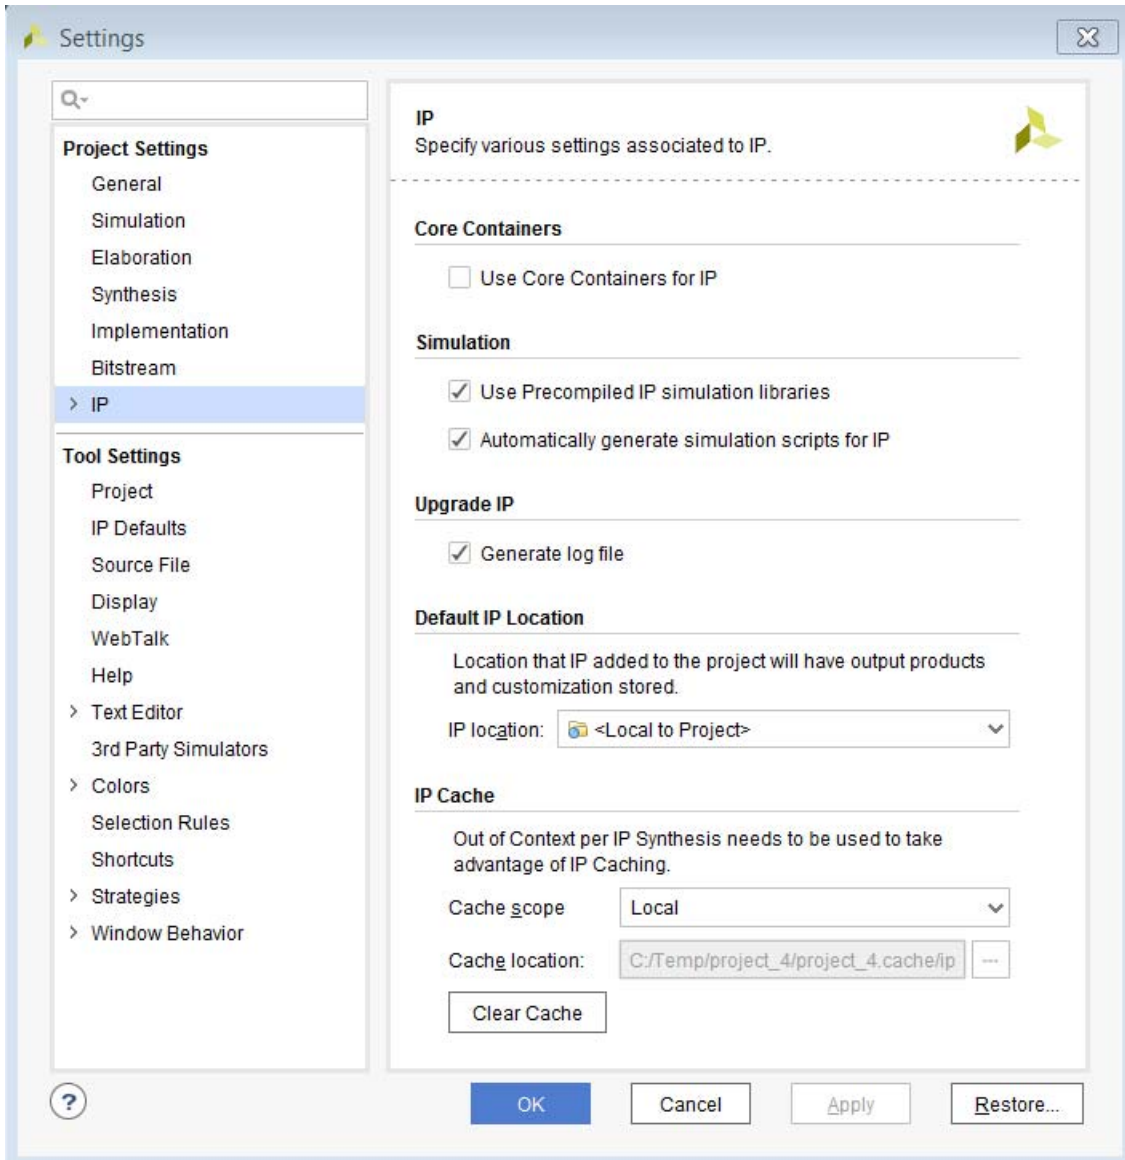 Settings
Project Settings
General
Simulation
Elaboration
Synthesis
Implementation
Bitstream
IP
Tool Settings
Project
IP Defaults
Source File
Display
WebTalk
Help
Text Editor
3rd Party Simulators
Colors
Selection Rules
Shortcuts
Strategies
Window Behavior
IP
Specify various settings associated to IP.
Core Containers
Use Core Containers for IP
Simulation
Use Precompiled IP simulation libraries
Automatically generate simulation scripts for IP
Upgrade IP
Generate log file
Default IP Location
Location that IP added to the project will have output products
and customization stored.
IP location: <Local to Project>
IP Cache
Out of Context per IP Synthesis needs to be used to take
advantage of IP Caching.
Cache scope Local
Cache location: C:/Temp/project_4/project_4.cache/ip ...
Clear Cache
? OK Cancel Apply Restore...